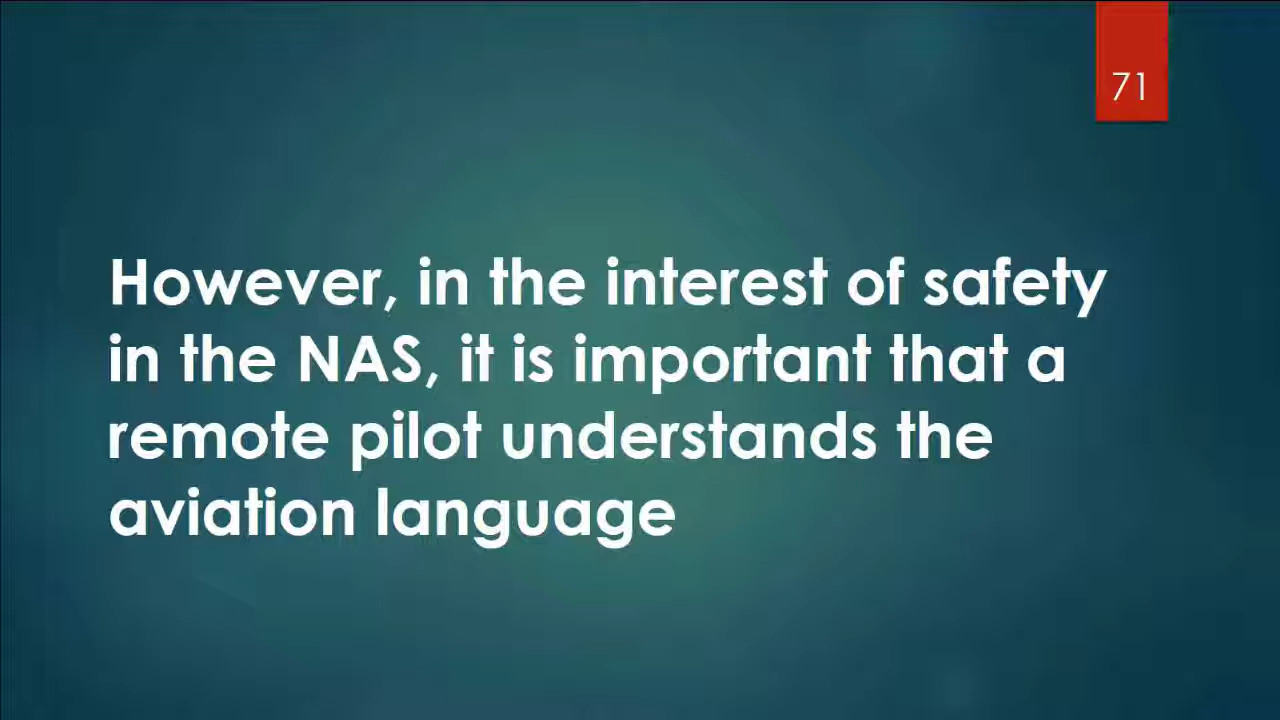 71
However, in the interest of safety
in the NAS, it is important that a
remote pilot understands the
aviation language